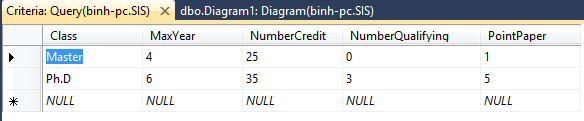 Criteria: Query(binh-pc.SIS) dbo.Diagram1: Diagram(binh-pc.SIS)
Class MaxYear NumberCredit NumberQualifying PointPaper
Master 4 25 0 1
Ph.D 6 35 3 5
NULL NULL NULL NULL NULL